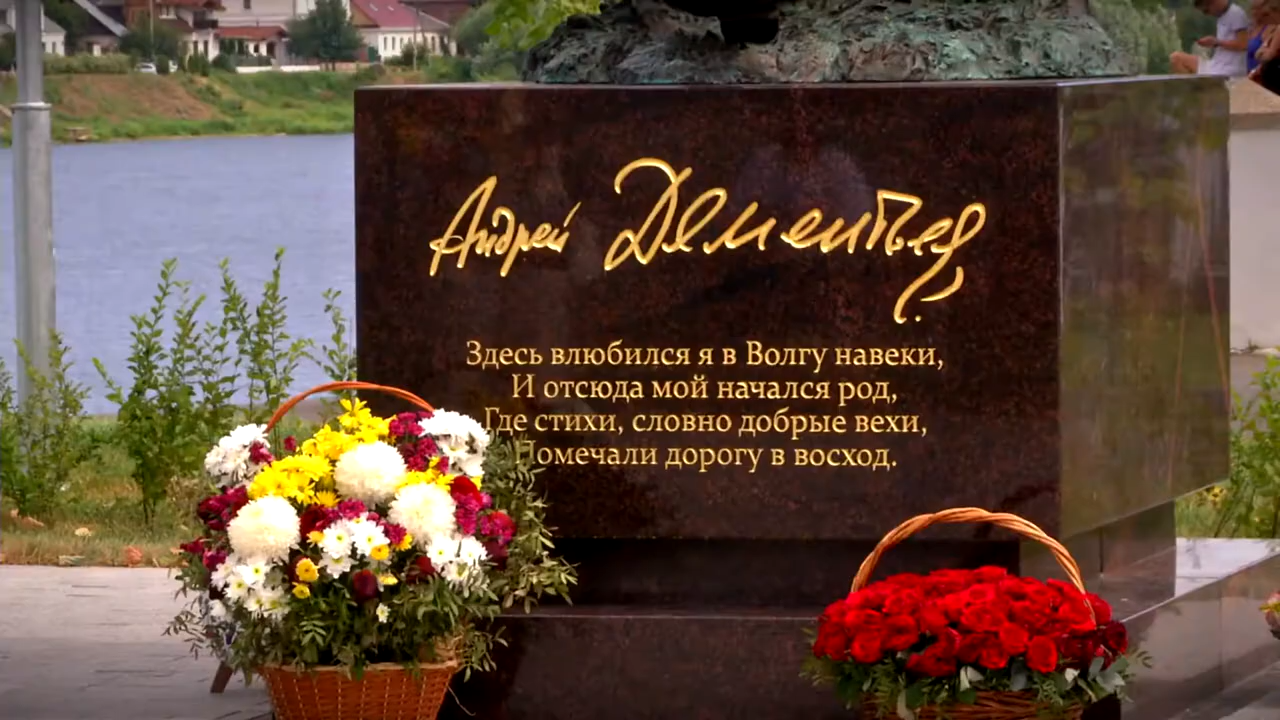 Андрей Дементьев
Здесь влюбился я в Волгу навеки,
И отсюда мой начался род,
Где стихи, словно добрые вехи,
Помечали дорогу в восход.